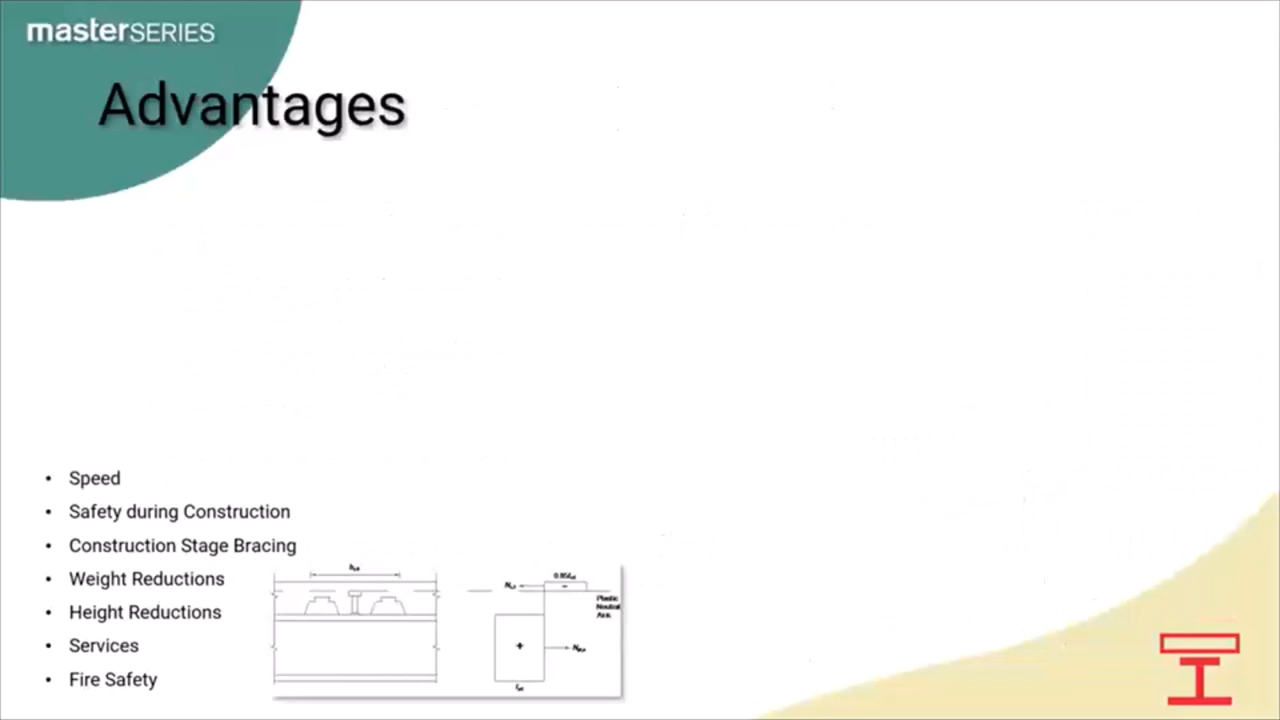 masterSERIES
Advantages
• Speed
• Safety during Construction
• Construction Stage Bracing
• Weight Reductions
• Height Reductions
• Services
• Fire Safety
Plastic
Neutral
Axis
+